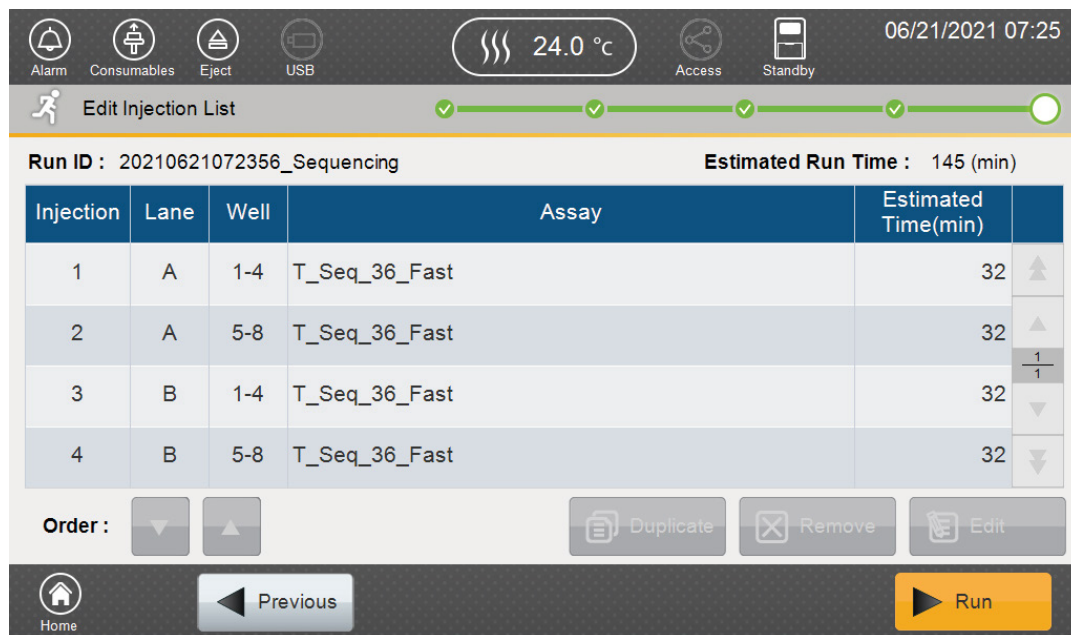 06/21/2021 07:25
24.0 °c
Alarm Consumables Eject USB Access Standby
Edit Injection List
Run ID : 20210621072356_Sequencing Estimated Run Time : 145 (min)
Injection Lane Well Assay Estimated Time(min)
1 A 1-4 T_Seq_36_Fast 32
2 A 5-8 T_Seq_36_Fast 32
1
1
3 B 1-4 T_Seq_36_Fast 32
4 B 5-8 T_Seq_36_Fast 32
Order : Duplicate Remove Edit
Previous Run
Home